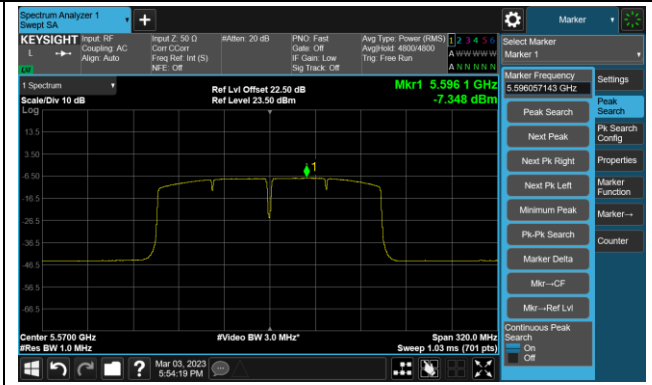 Spectrum Analyzer 1
Swept SA
Marker
KEYSIGHT
L
Input: RF
Coupling: AC
Align: Auto
Input Z: 50 Ω
Corr CCorr
Freq Ref: Int (S)
NFE: Off
#Atten: 20 dB
PNO: Fast
Gate: Off
IF Gain: Low
Sig Track: Off
Avg Type: Power (RMS)
Avg|Hold: 4800/4800
Trig: Free Run
1 2 3 4 5 6
A W W W W W
A N N N N N
Select Marker
Marker 1
1 Spectrum
Scale/Div 10 dB
Log
Ref Lvl Offset 22.50 dB
Ref Level 23.50 dBm
Mkr1 5.596 1 GHz
-7.348 dBm
13.5
3.50
-6.50
-16.5
-26.5
-36.5
-46.5
-56.5
-66.5
1
Center 5.5700 GHz
#Res BW 1.0 MHz
#Video BW 3.0 MHz*
Span 320.0 MHz
Sweep 1.03 ms (701 pts)
Marker Frequency
5.596057143 GHz
Peak Search
Next Peak
Next Pk Right
Next Pk Left
Minimum Peak
Pk-Pk Search
Marker Delta
Mkr→CF
Mkr→Ref Lvl
Continuous Peak
Search
On
Off
Settings
Peak
Search
Pk Search
Config
Properties
Marker
Function
Marker→
Counter
Mar 03, 2023
5:54:19 PM